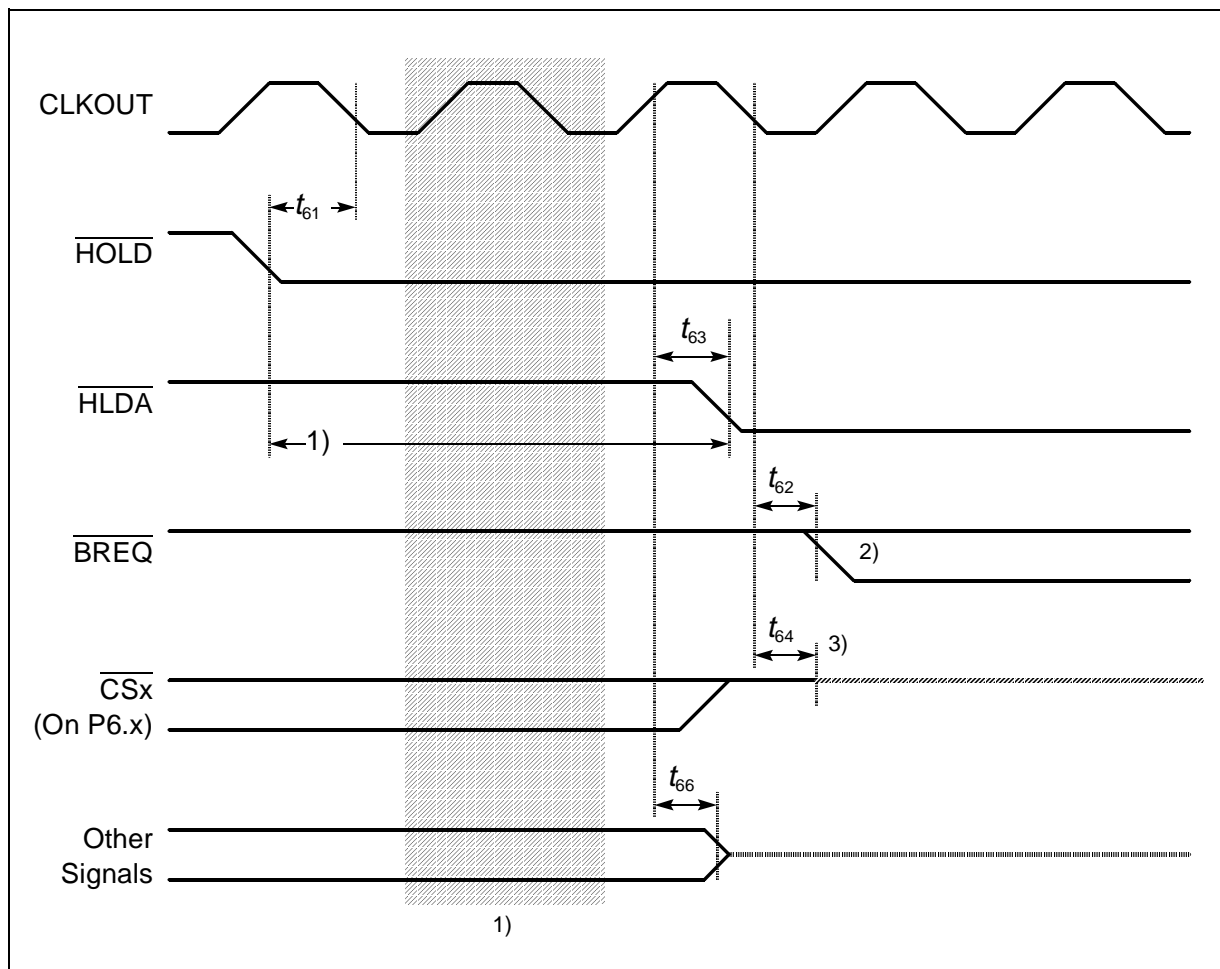 CLKOUT
t61
HOLD
t63
HLDA
1)
t62
BREQ
2)
t64
3)
CSx
(On P6.x)
t66
Other
Signals
1)